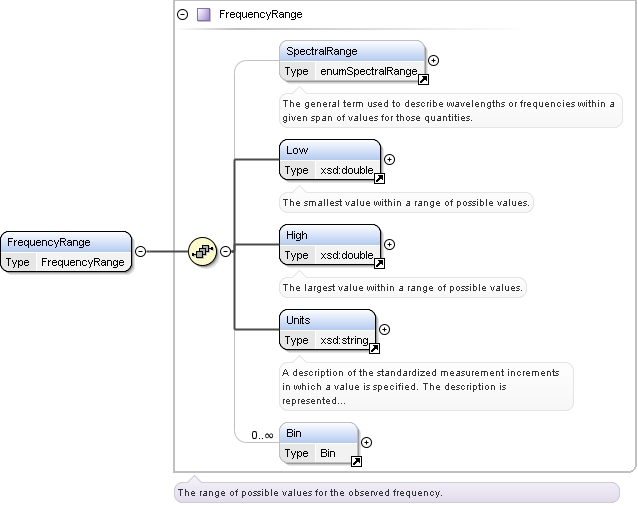 FrequencyRange
SpectralRange
Type enumSpectralRange
The general term used to describe wavelengths or frequencies within a
given span of values for those quantities.
Low
Type xsd:double
The smallest value within a range of possible values.
FrequencyRange
Type FrequencyRange
High
Type xsd:double
The largest value within a range of possible values.
Units
Type xsd:string
A description of the standardized measurement increments
in which a value is specified. The description is
represented...
0..∞
Bin
Type Bin
The range of possible values for the observed frequency.